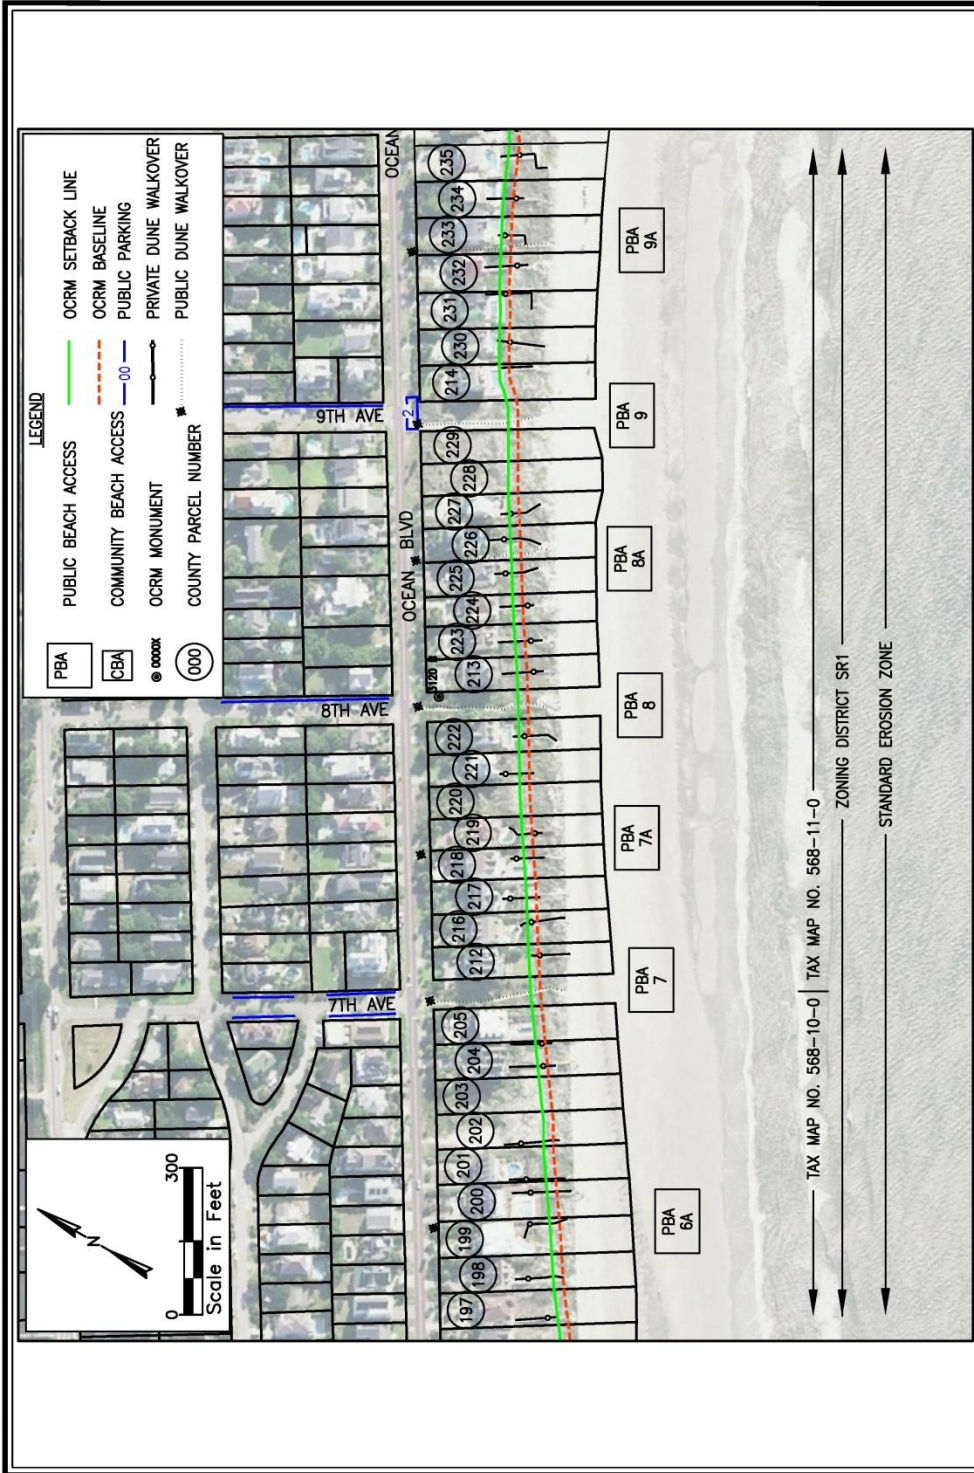 LEGEND
PBA PUBLIC BEACH ACCESS
CBA COMMUNITY BEACH ACCESS
0000X OCRM MONUMENT
000 COUNTY PARCEL NUMBER
OCRM SETBACK LINE
OCRM BASELINE
00 PUBLIC PARKING
PRIVATE DUNE WALKOVER
PUBLIC DUNE WALKOVER
N
0 300
Scale in Feet
7TH AVE
8TH AVE
9TH AVE
OCEAN BLVD
OCEAN
2
3120
197
198
199
200
201
202
203
204
205
212
216
217
218
219
220
221
222
213
223
224
225
226
227
228
229
214
230
231
232
233
234
235
PBA
6A
PBA
7
PBA
7A
PBA
8
PBA
8A
PBA
9
PBA
9A
TAX MAP NO. 568-10-0 TAX MAP NO. 568-11-0
ZONING DISTRICT SR1
STANDARD EROSION ZONE